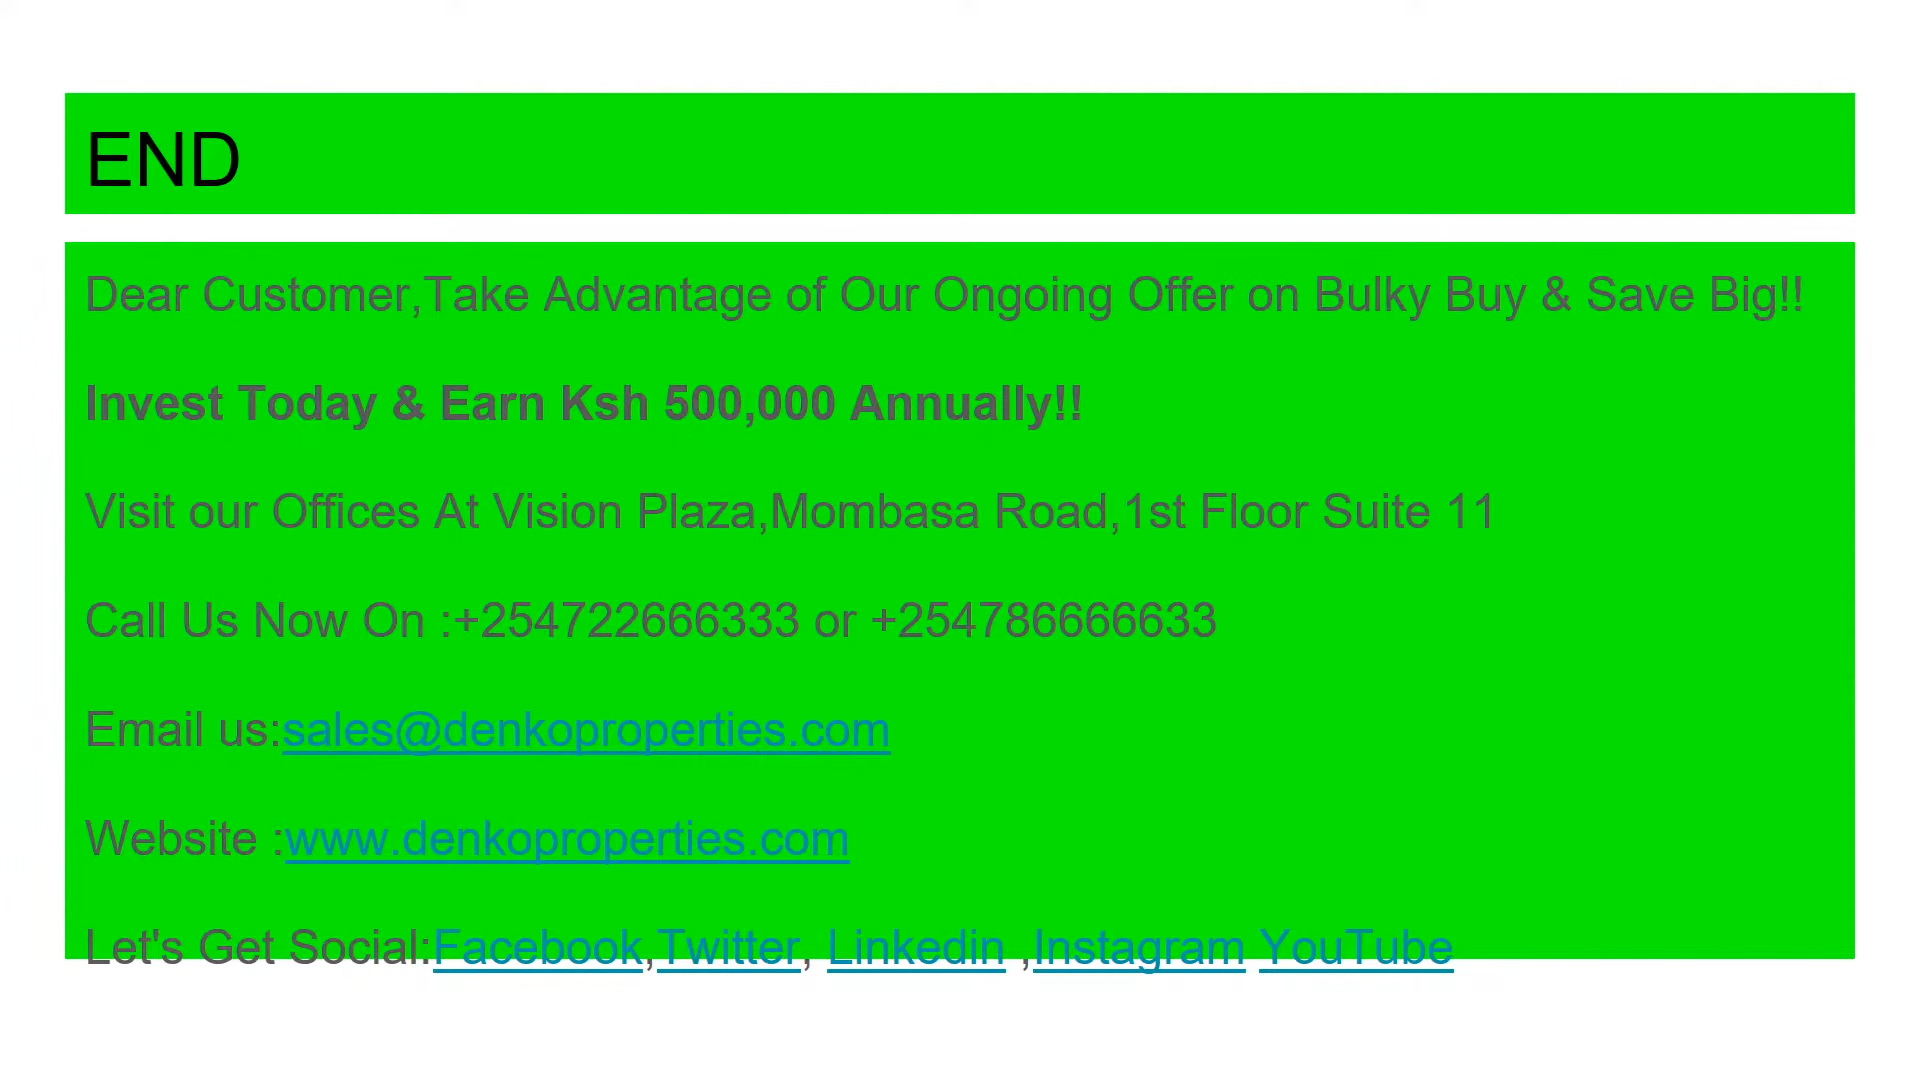 END
Dear Customer,Take Advantage of Our Ongoing Offer on Bulky Buy & Save Big!!
Invest Today & Earn Ksh 500,000 Annually!!
Visit our Offices At Vision Plaza,Mombasa Road,1st Floor Suite 11
Call Us Now On :+254722666333 or +254786666633
Email us:sales@denkoproperties.com
Website :www.denkoproperties.com
Let's Get Social:Facebook,Twitter, Linkedin ,Instagram YouTube